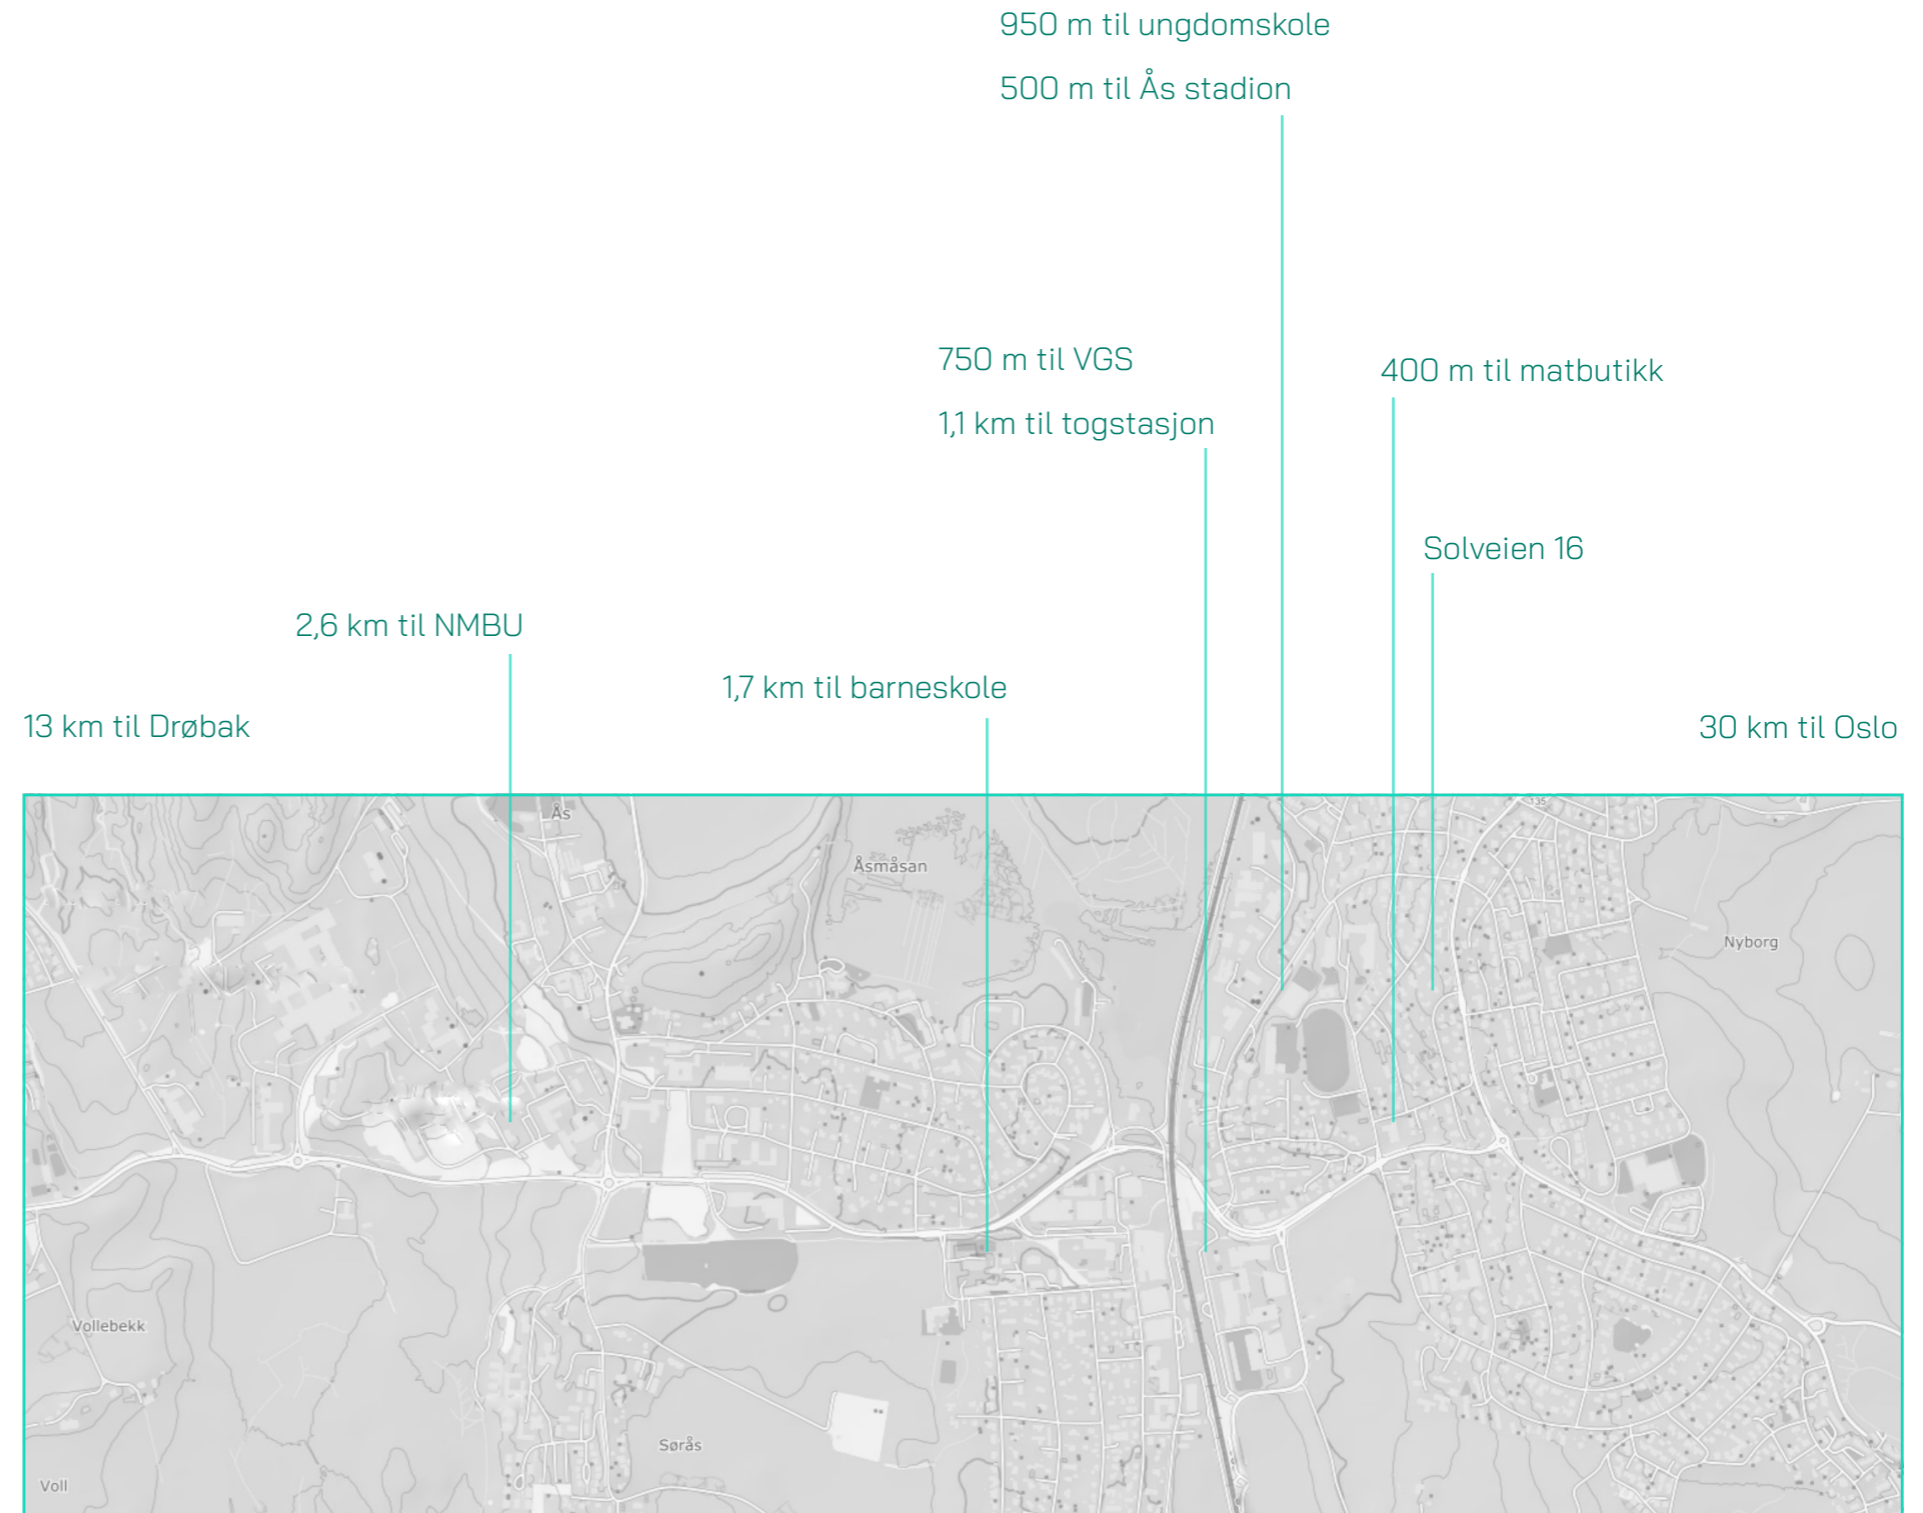 950 m til ungdomskole
500 m til Ås stadion
750 m til VGS
1,1 km til togstasjon
400 m til matbutikk
Solveien 16
2,6 km til NMBU
1,7 km til barneskole
13 km til Drøbak
30 km til Oslo
135
Ås
Åsmåsan
Nyborg
Vollebekk
Sørås
Voll